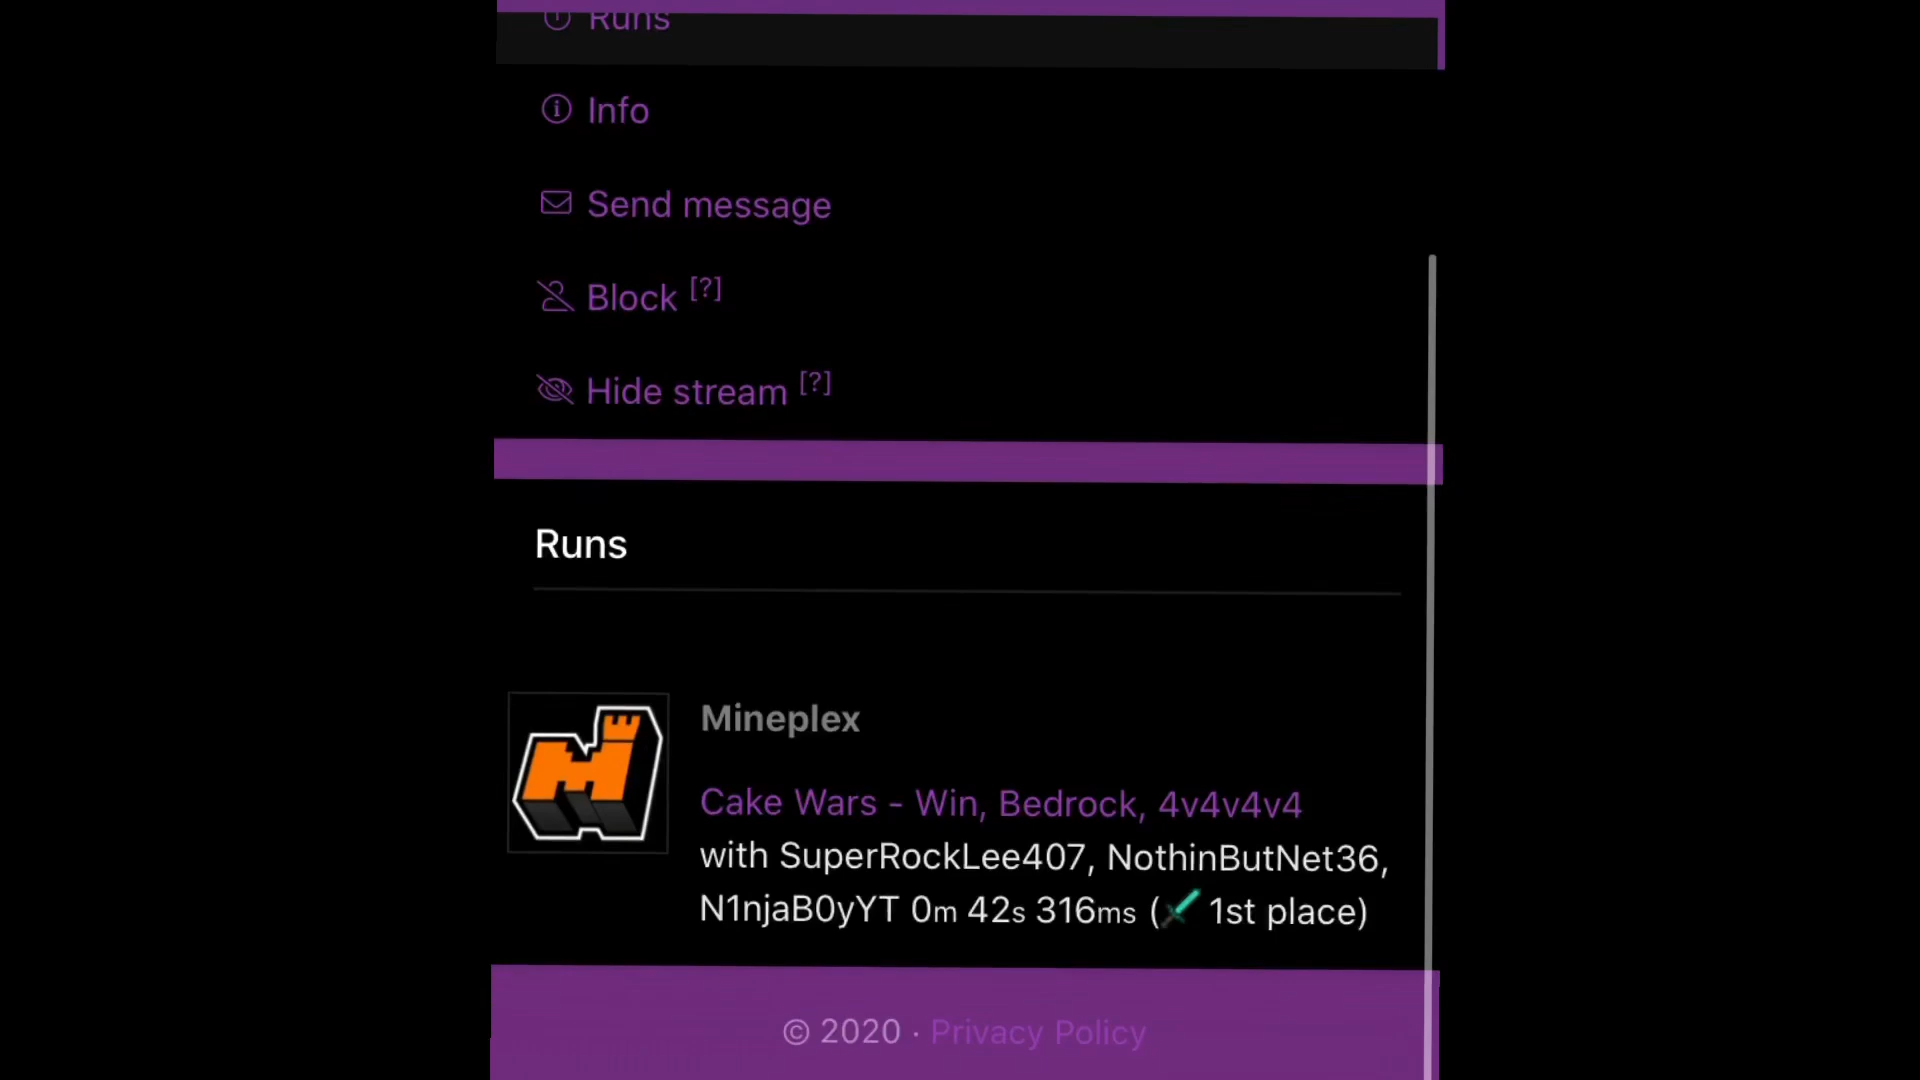 Runs
Info
Send message
Block [?]
Hide stream [?]
Runs
Mineplex
Cake Wars - Win, Bedrock, 4v4v4v4
with SuperRockLee407, NothinButNet36,
N1njaB0yYT 0m 42s 316ms (1st place)
© 2020 · Privacy Policy